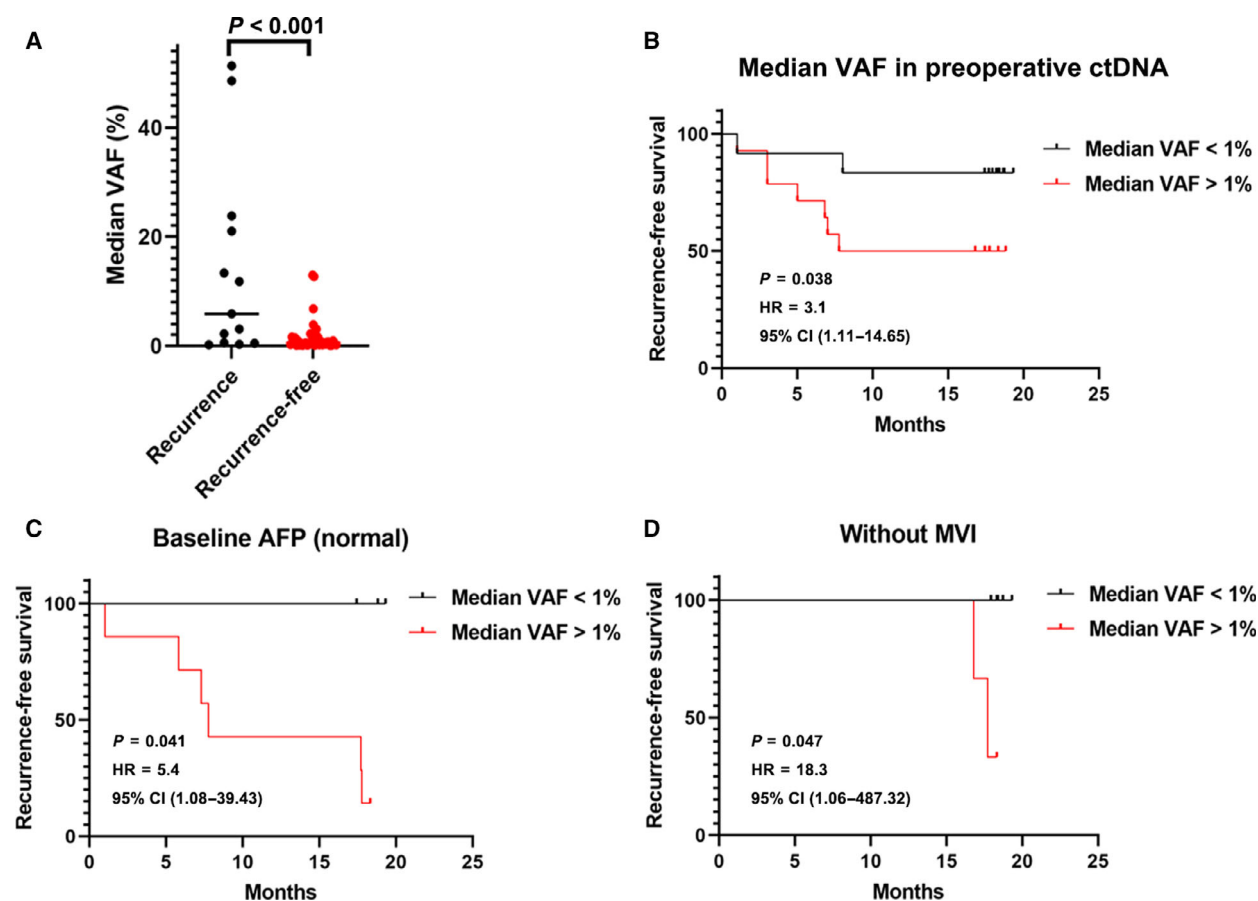 A
P < 0.001
Median VAF (%)
40
20
0
Recurrence
Recurrence-free
B
Median VAF in preoperative ctDNA
Recurrence-free survival
100
50
0
Median VAF < 1%
Median VAF > 1%
P = 0.038
HR = 3.1
95% CI (1.11–14.65)
0 5 10 15 20 25
Months
C
Baseline AFP (normal)
Recurrence-free survival
100
50
0
Median VAF < 1%
Median VAF > 1%
P = 0.041
HR = 5.4
95% CI (1.08–39.43)
0 5 10 15 20 25
Months
D
Without MVI
Recurrence-free survival
100
50
0
Median VAF < 1%
Median VAF > 1%
P = 0.047
HR = 18.3
95% CI (1.06–487.32)
0 5 10 15 20 25
Months